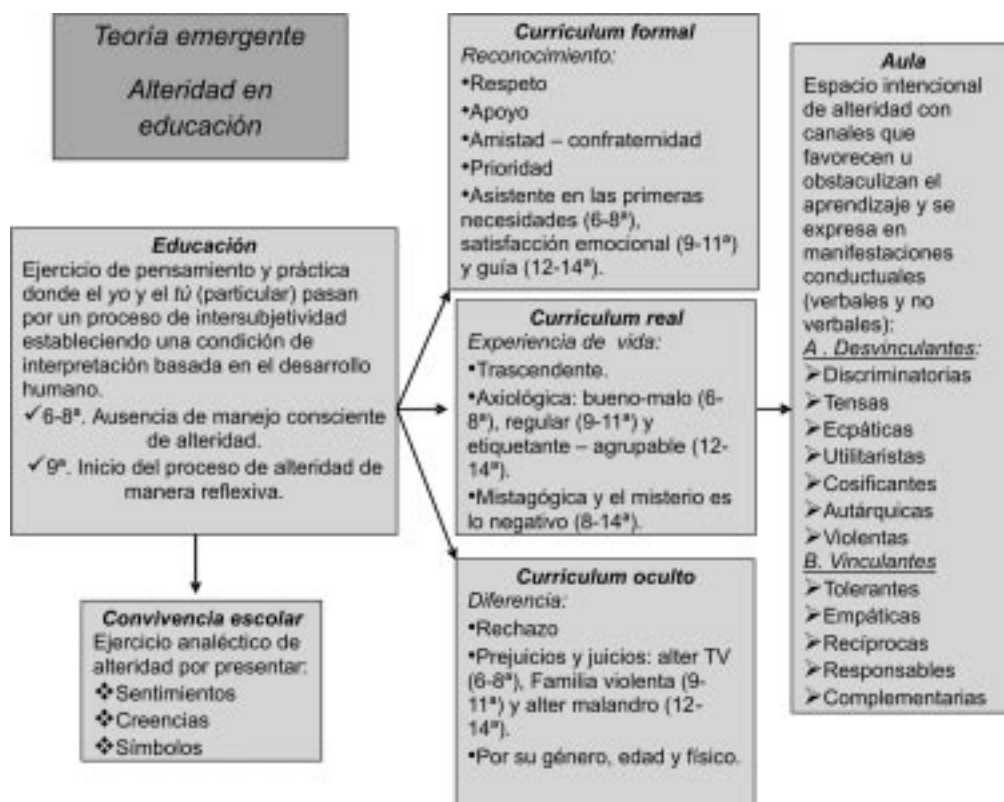 Teoría emergente
Alteridad en
educación
Educación
Ejercicio de pensamiento y práctica
donde el yo y el tú (particular) pasan
por un proceso de intersubjetividad
estableciendo una condición de
interpretación basada en el desarrollo
humano.
✓6-8ª. Ausencia de manejo consciente
de alteridad.
✓9ª. Inicio del proceso de alteridad de
manera reflexiva.
Convivencia escolar
Ejercicio analéctico de
alteridad por presentar:
❖Sentimientos
❖Creencias
❖Símbolos
Curriculum formal
Reconocimiento:
•Respeto
•Apoyo
•Amistad – confraternidad
•Prioridad
•Asistente en las primeras
necesidades (6-8ª),
satisfacción emocional (9-11ª)
y guía (12-14ª).
Curriculum real
Experiencia de vida:
•Trascendente.
•Axiológica: bueno-malo (6-
8ª), regular (9-11ª) y
etiquetante – agrupable (12-
14ª).
•Mistagógica y el misterio es
lo negativo (8-14ª).
Curriculum oculto
Diferencia:
•Rechazo
•Prejuicios y juicios: alter TV
(6-8ª), Familia violenta (9-
11ª) y alter malandro (12-
14ª).
•Por su género, edad y físico.
Aula
Espacio intencional
de alteridad con
canales que
favorecen u
obstaculizan el
aprendizaje y se
expresa en
manifestaciones
conductuales
(verbales y no
verbales):
A . Desvinculantes:
➢Discriminatorias
➢Tensas
➢Ecpáticas
➢Utilitaristas
➢Cosificantes
➢Autárquicas
➢Violentas
B. Vinculantes
➢Tolerantes
➢Empáticas
➢Recíprocas
➢Responsables
➢Complementarias